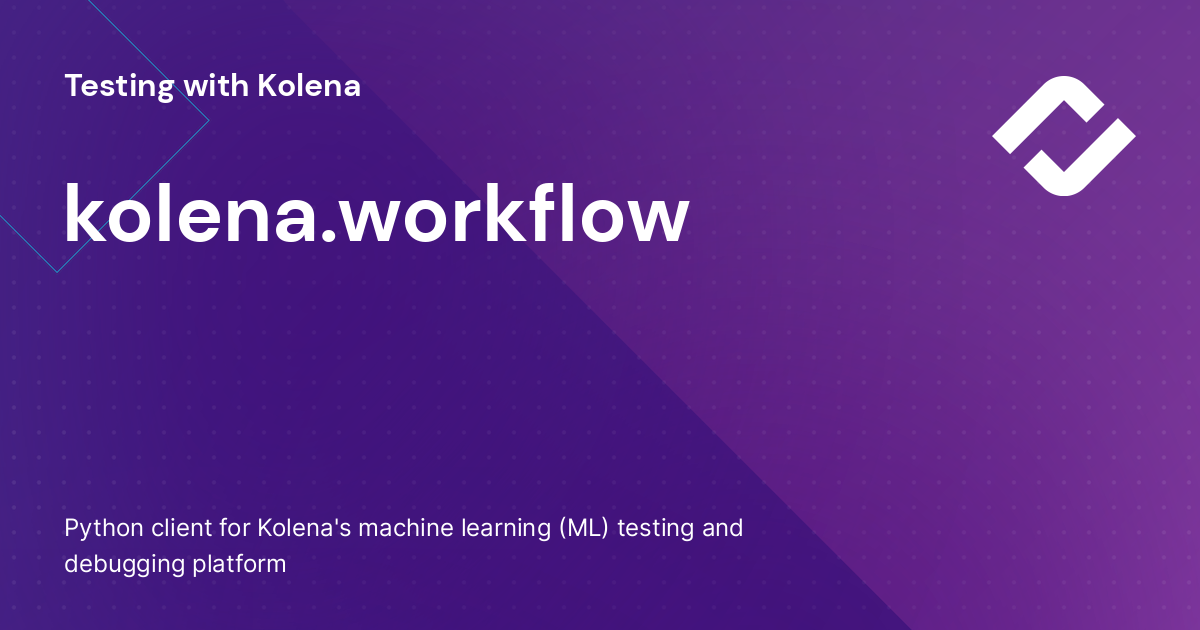 Testing with Kolena
kolena.workflow
Python client for Kolena's machine learning (ML) testing and
debugging platform